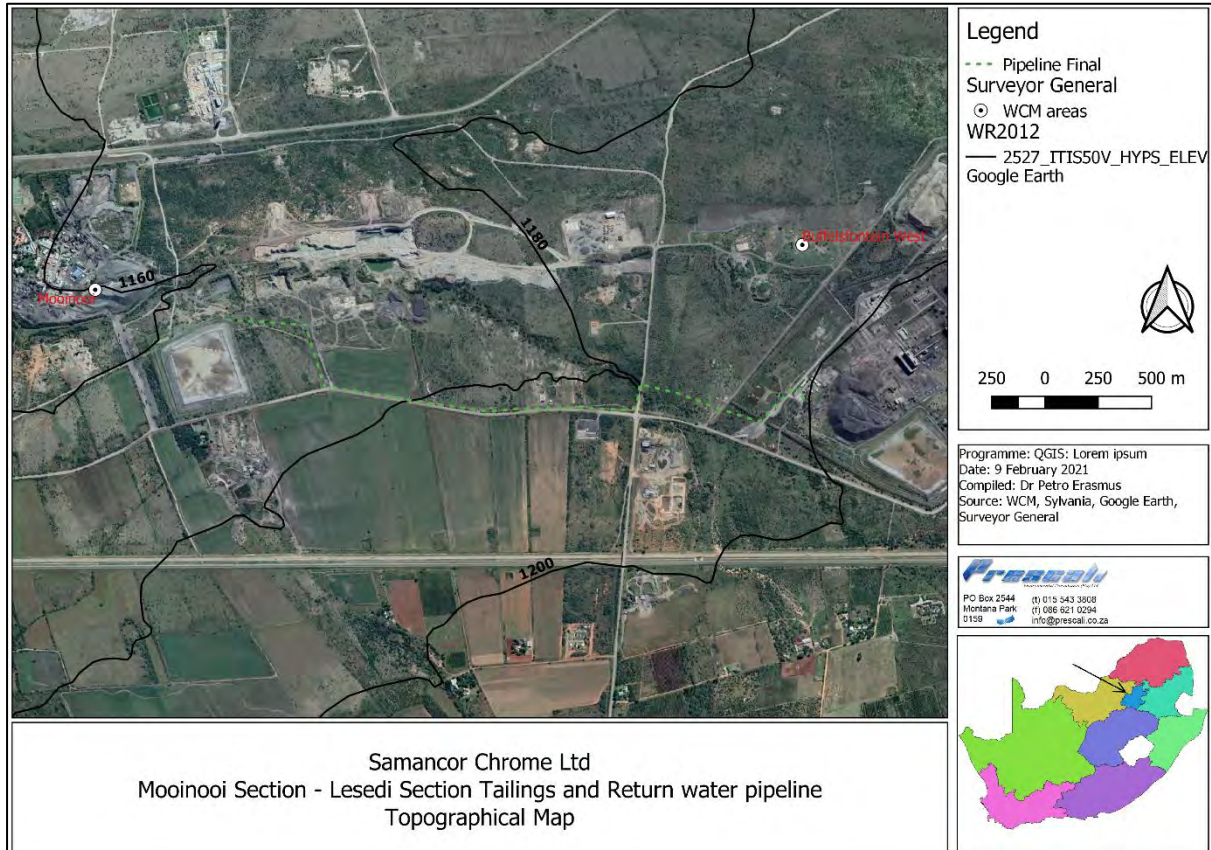 1180
Buffelsfontein West
1160
Mooinooi
1200
Legend
Pipeline Final
Surveyor General
WCM areas
WR2012
2527_ITIS50V_HYPS_ELEV
Google Earth
250 0 250 500 m
Programme: QGIS: Lorem ipsum
Date: 9 February 2021
Compiled: Dr Petro Erasmus
Source: WCM, Sylvania, Google Earth,
Surveyor General
Prescali
PO Box 2544 (t) 015 543 3808
Montana Park (f) 086 621 0294
0159 info@prescali.co.za
Samancor Chrome Ltd
Mooinooi Section - Lesedi Section Tailings and Return water pipeline
Topographical Map